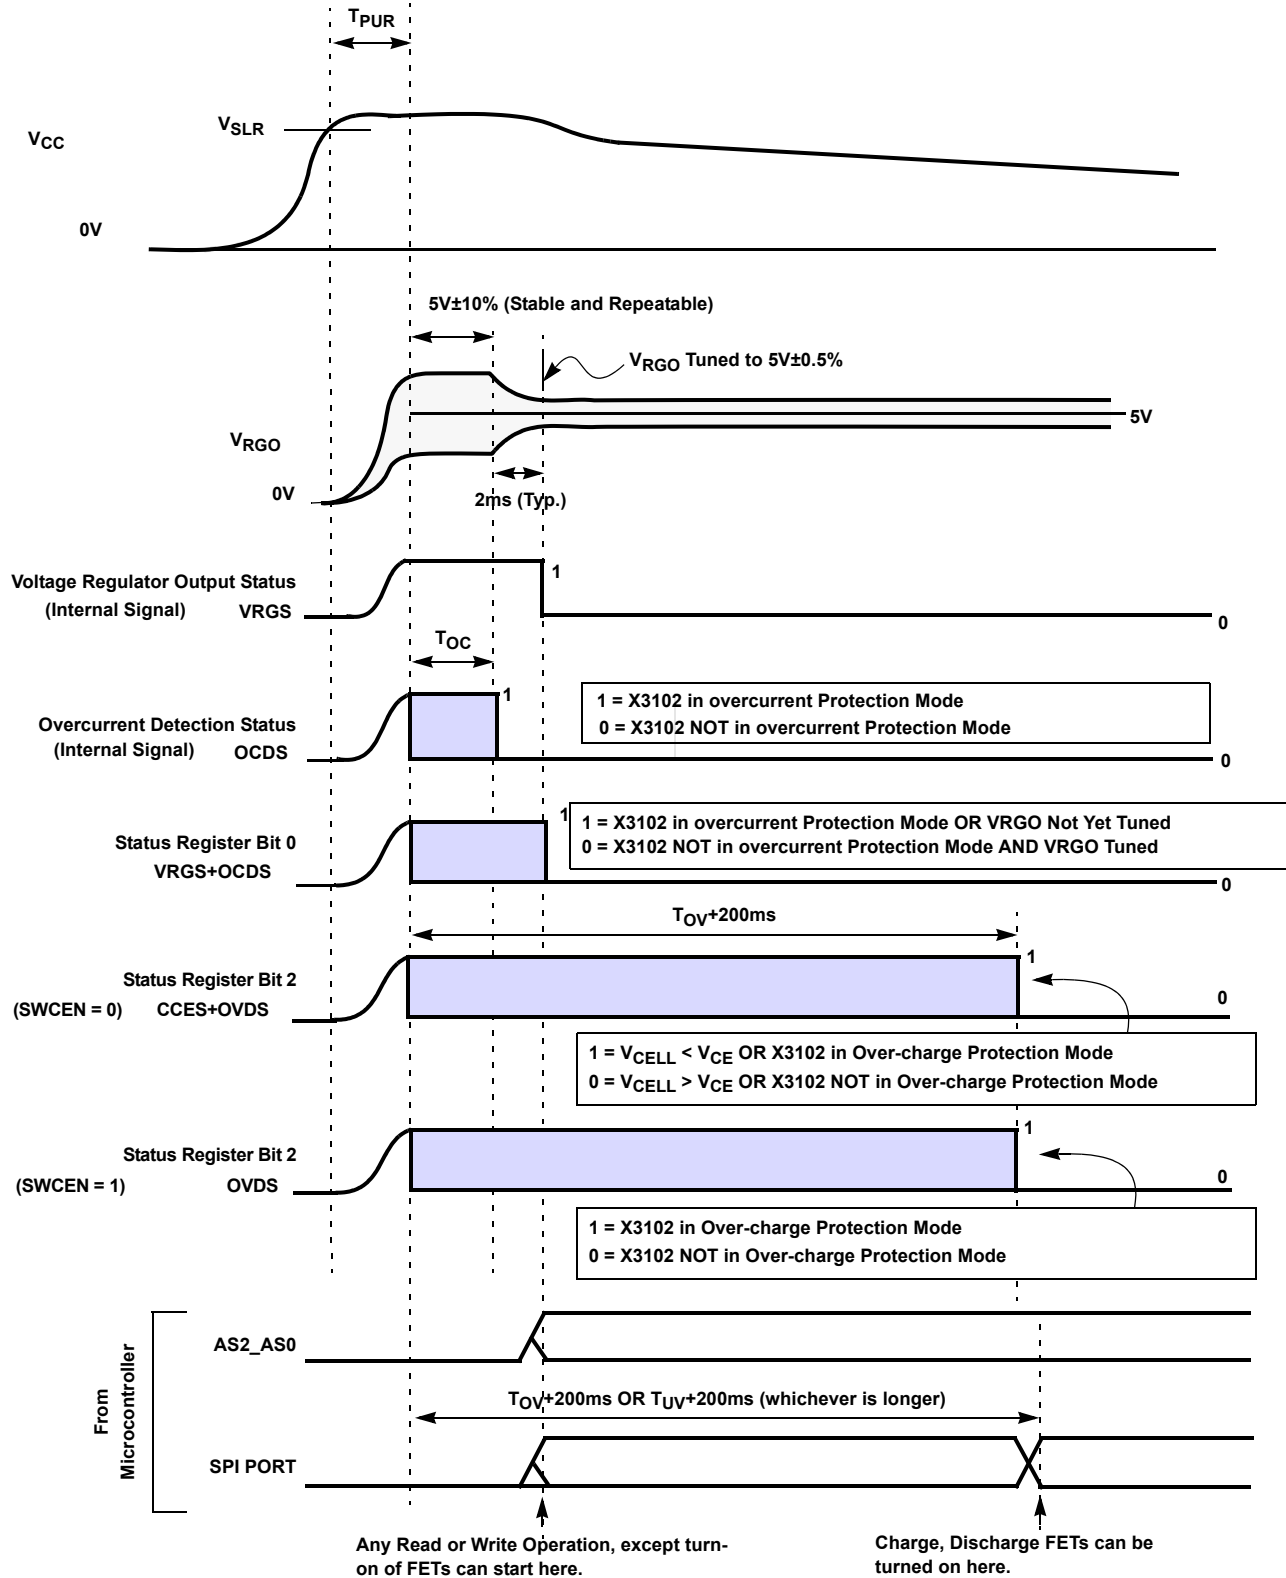 TPUR
VSLR
VCC
0V
5V±10% (Stable and Repeatable)
VRGO Tuned to 5V±0.5%
5V
VRGO
0V
2ms (Typ.)
Voltage Regulator Output Status
(Internal Signal) VRGS
1
0
TOC
Overcurrent Detection Status
(Internal Signal) OCDS
1
0
1 = X3102 in overcurrent Protection Mode
0 = X3102 NOT in overcurrent Protection Mode
Status Register Bit 0
VRGS+OCDS
1
0
1 = X3102 in overcurrent Protection Mode OR VRGO Not Yet Tuned
0 = X3102 NOT in overcurrent Protection Mode AND VRGO Tuned
TOV+200ms
Status Register Bit 2
(SWCEN = 0) CCES+OVDS
1
0
1 = VCELL < VCE OR X3102 in Over-charge Protection Mode
0 = VCELL > VCE OR X3102 NOT in Over-charge Protection Mode
Status Register Bit 2
(SWCEN = 1) OVDS
1
0
1 = X3102 in Over-charge Protection Mode
0 = X3102 NOT in Over-charge Protection Mode
From
Microcontroller
AS2_AS0
TOV+200ms OR TUV+200ms (whichever is longer)
SPI PORT
Any Read or Write Operation, except turn-
on of FETs can start here.
Charge, Discharge FETs can be
turned on here.